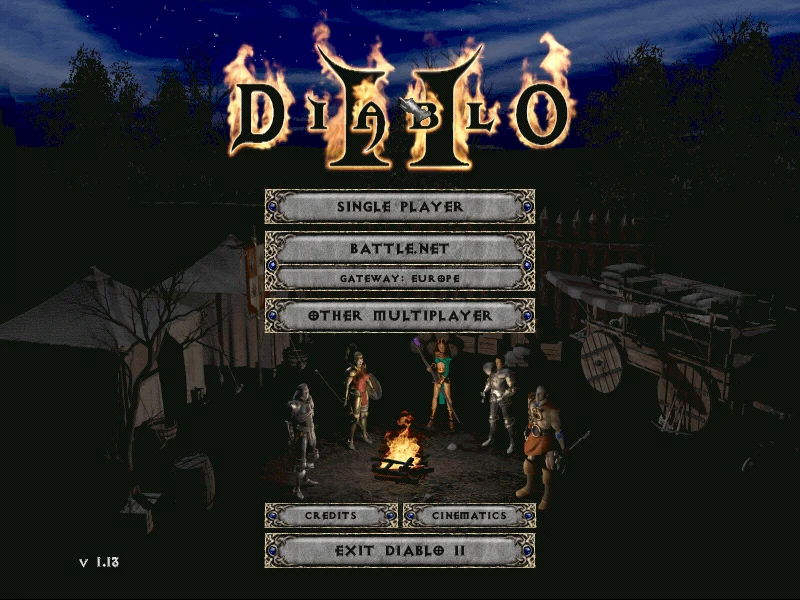 DIABLO
II
SINGLE PLAYER
BATTLE.NET
GATEWAY: EUROPE
OTHER MULTIPLAYER
CREDITS
CINEMATICS
EXIT DIABLO II
v 1.13